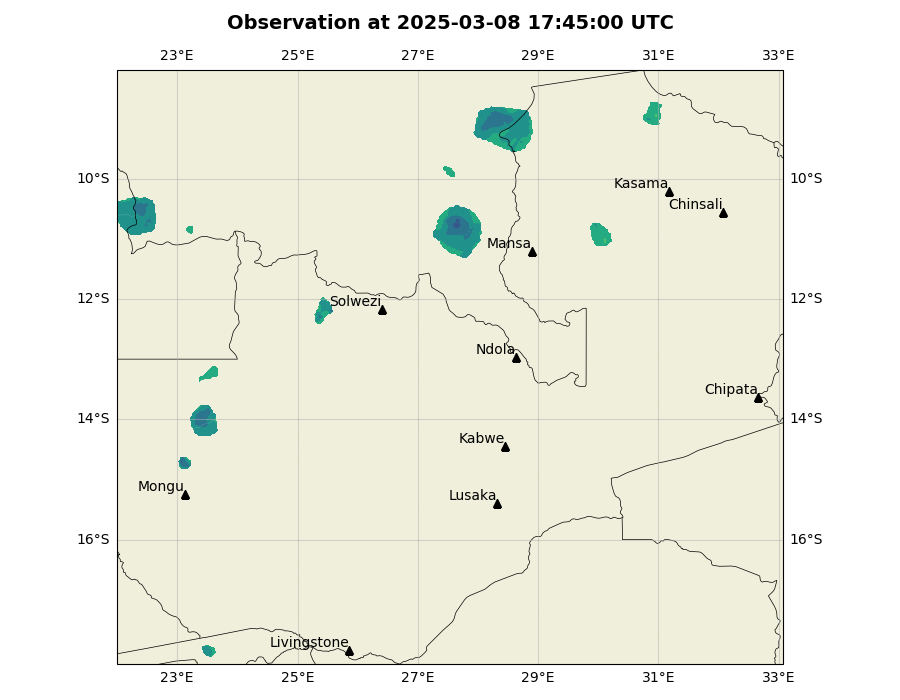 Observation at 2025-03-08 17:45:00 UTC
23°E 25°E 27°E 29°E 31°E 33°E
10°S 10°S
Kasama
Chinsali
Mansa
12°S 12°S
Solwezi
Ndola
Chipata
14°S 14°S
Kabwe
Mongu
Lusaka
16°S 16°S
Livingstone
23°E 25°E 27°E 29°E 31°E 33°E